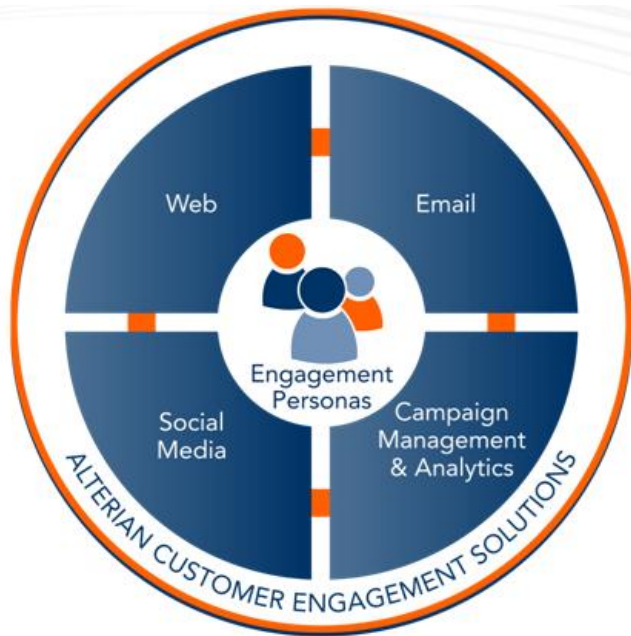 Web
Email
Engagement
Personas
Social
Media
Campaign
Management
& Analytics
ALTERIAN CUSTOMER ENGAGEMENT SOLUTIONS